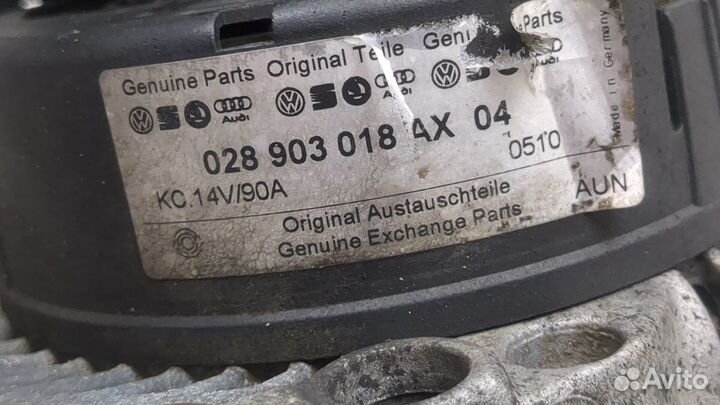 Genuine Parts Original Teile Parts
Audi Audi Audi
028 903 018 AX 04
KC.14V/90A
0510
Made in Germany
Original Austauschteile
Genuine Exchange Parts
AUN
Avito